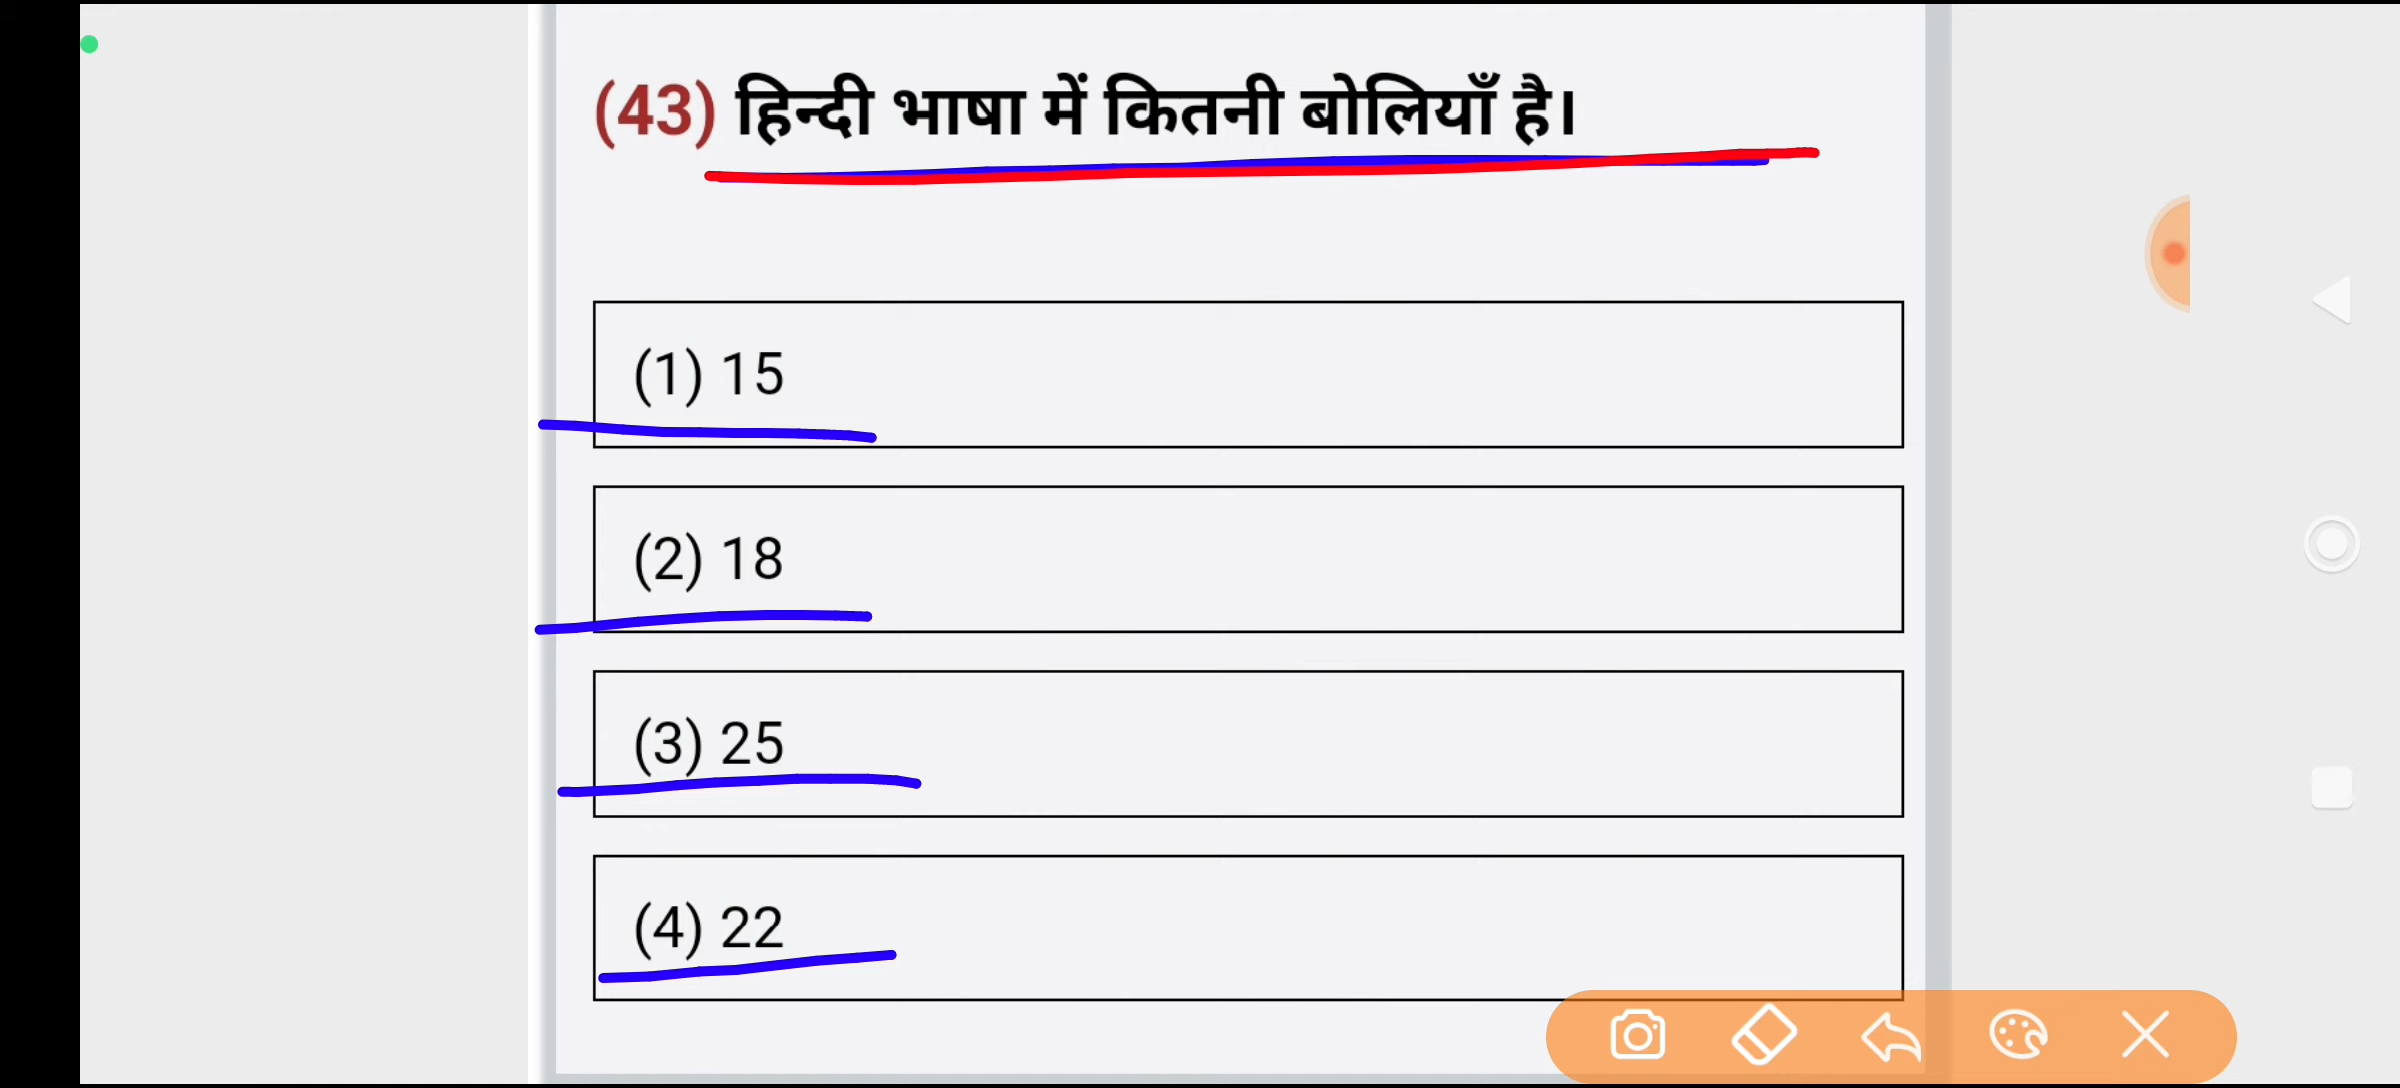 (43) हिन्दी भाषा में कितनी बोलियाँ है।
(1) 15
(2) 18
(3) 25
(4) 22